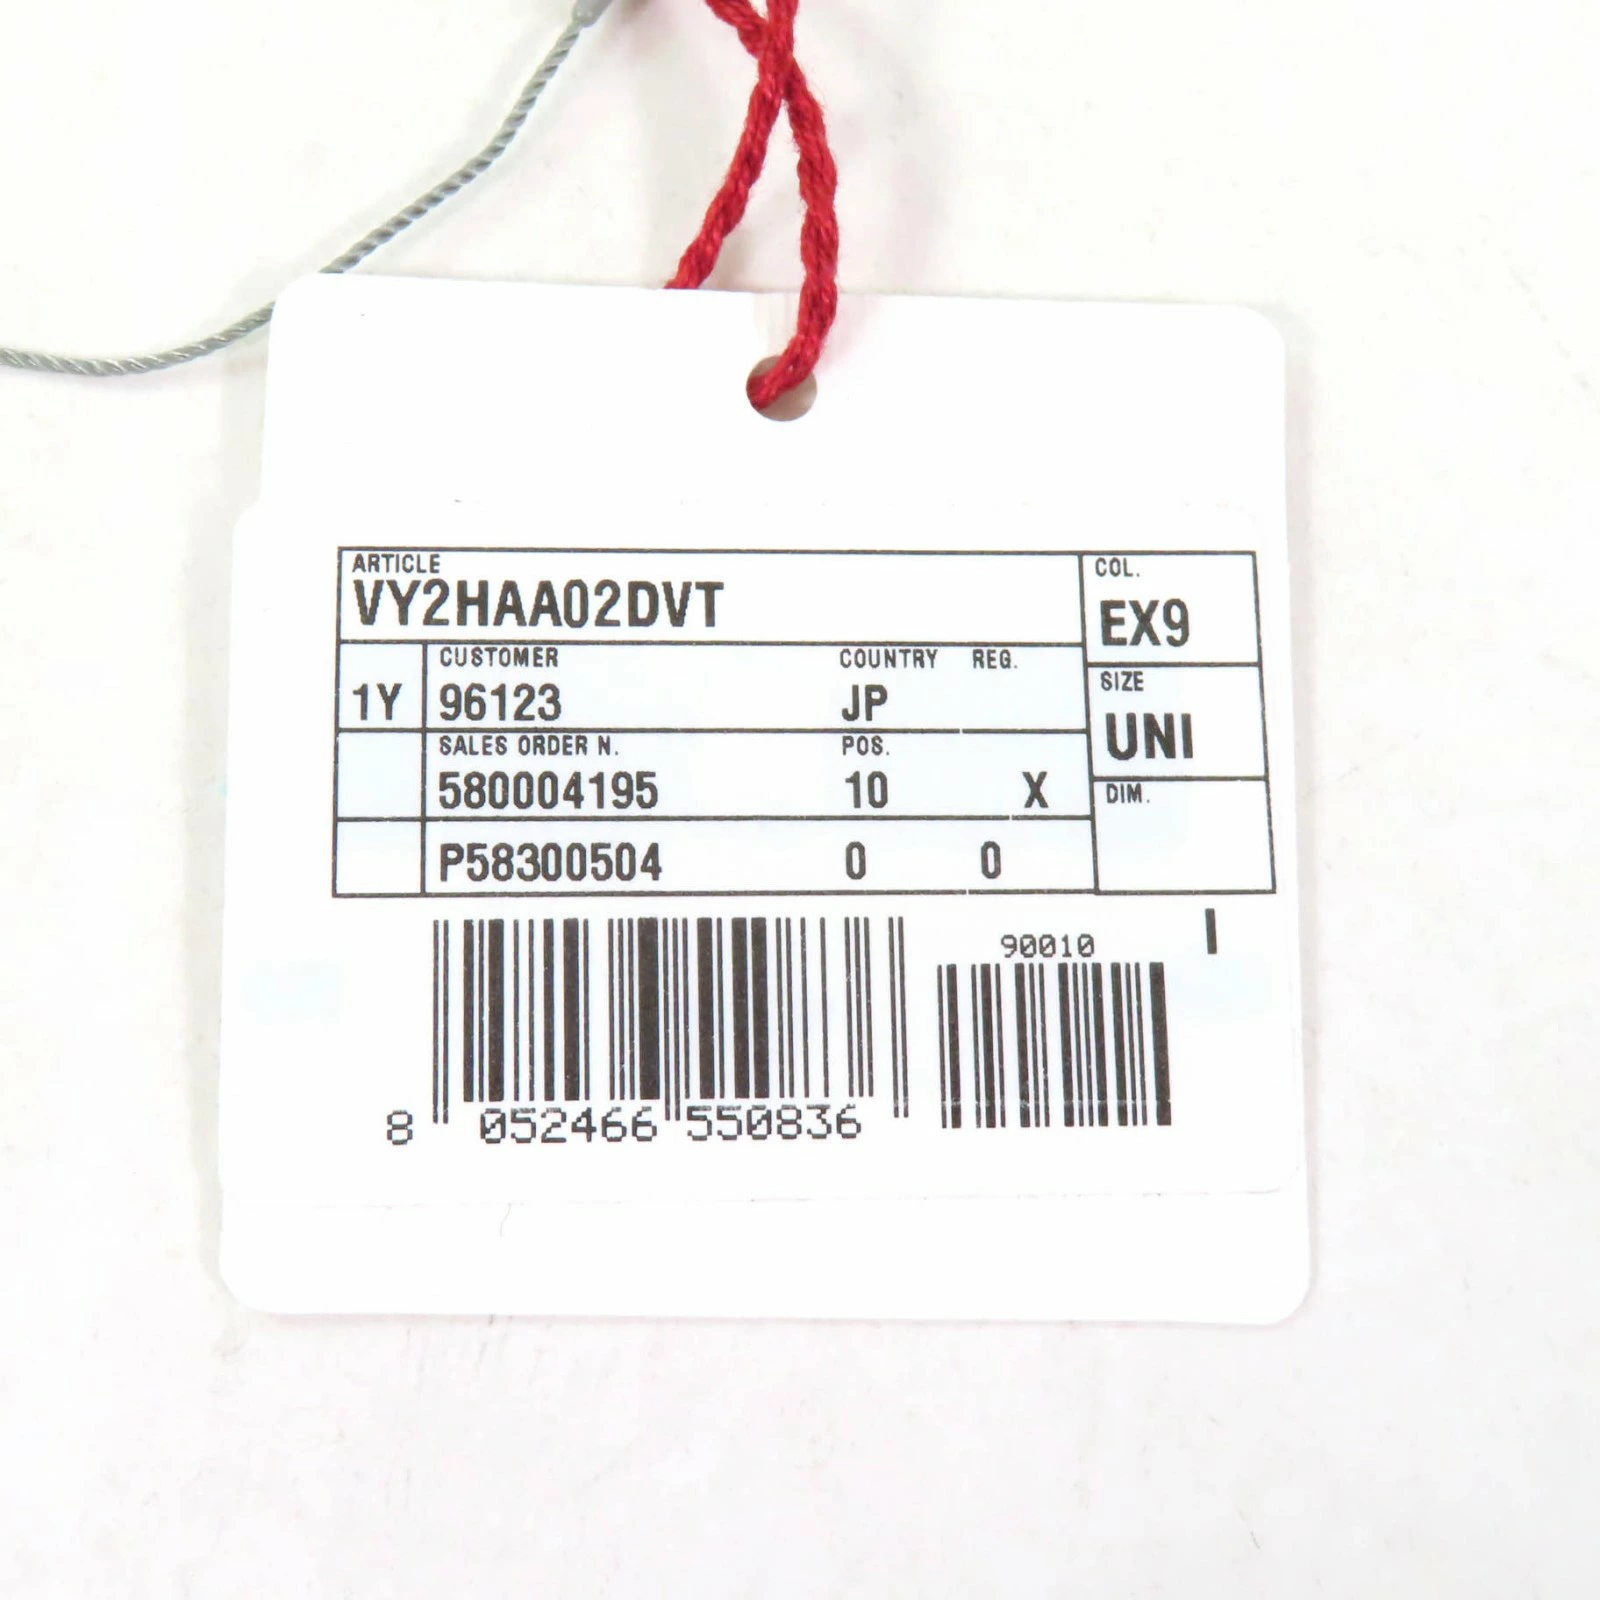 ARTICLE
VY2HAA02DVT
COL.
EX9
CUSTOMER COUNTRY REG.
1Y 96123 JP
SIZE
UNI
SALES ORDER N. POS.
580004195 10 X
DIM.
P58300504 0 0
90010
8 052466 550836